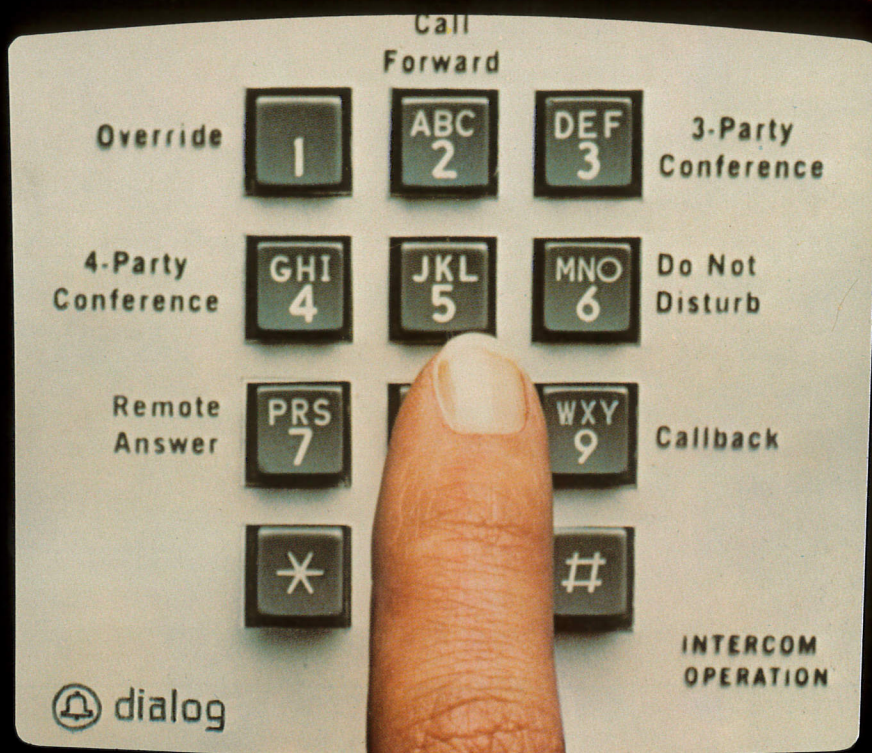 Call
Forward
Override
1
ABC
2
DEF
3
3-Party
Conference
4-Party
Conference
GHI
4
JKL
5
MNO
6
Do Not
Disturb
Remote
Answer
PRS
7
WXY
9
Callback
*
#
INTERCOM
OPERATION
dialog